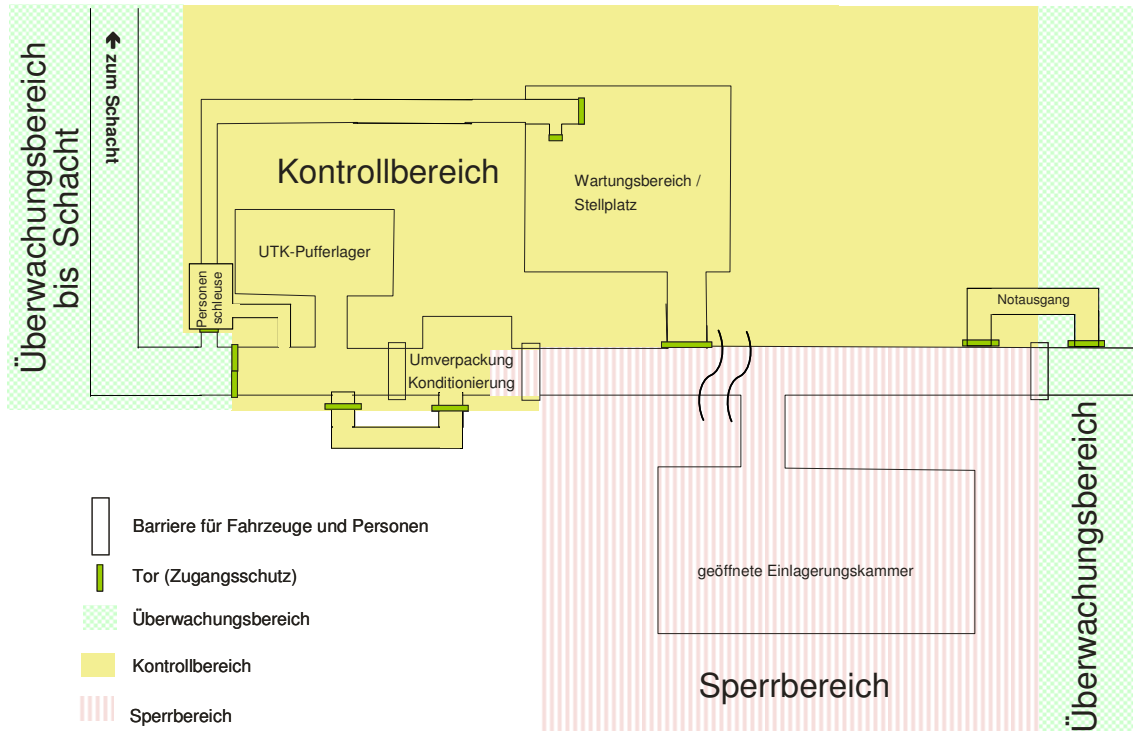 Überwachungsbereich
bis Schacht
← zum Schacht
Kontrollbereich
Wartungsbereich /
Stellplatz
UTK-Pufferlager
Personen
schleuse
Notausgang
Umverpackung
Konditionierung
geöffnete Einlagerungskammer
Sperrbereich
Überwachungsbereich
Barriere für Fahrzeuge und Personen
Tor (Zugangsschutz)
Überwachungsbereich
Kontrollbereich
Sperrbereich